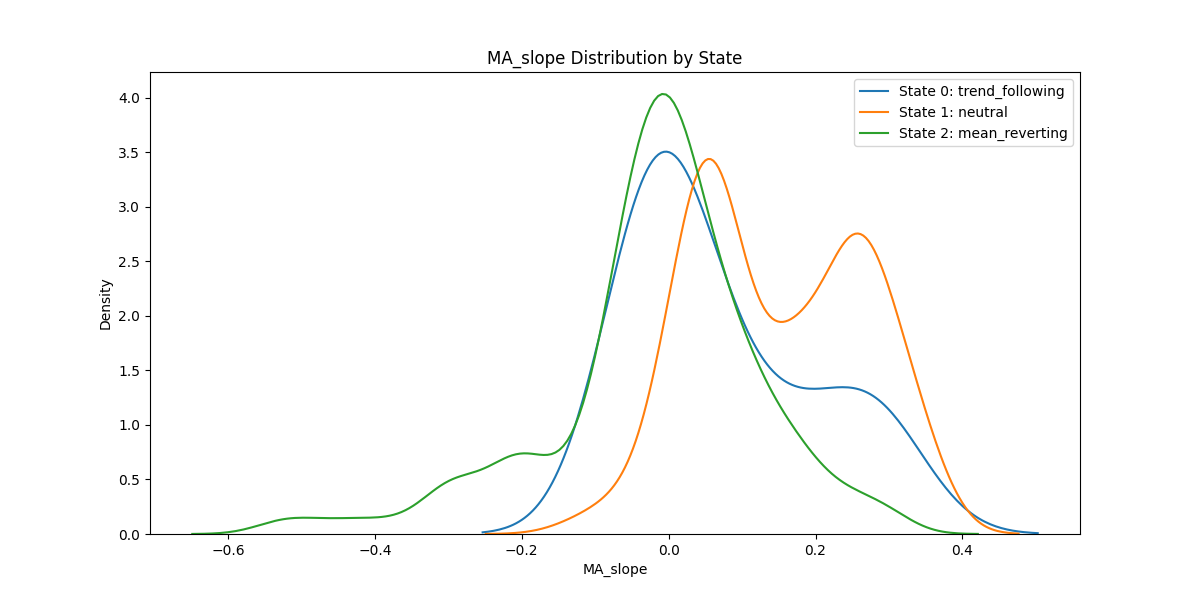 MA_slope Distribution by State
State 0: trend_following
State 1: neutral
State 2: mean_reverting
Density
4.0
3.5
3.0
2.5
2.0
1.5
1.0
0.5
0.0
−0.6 −0.4 −0.2 0.0 0.2 0.4
MA_slope